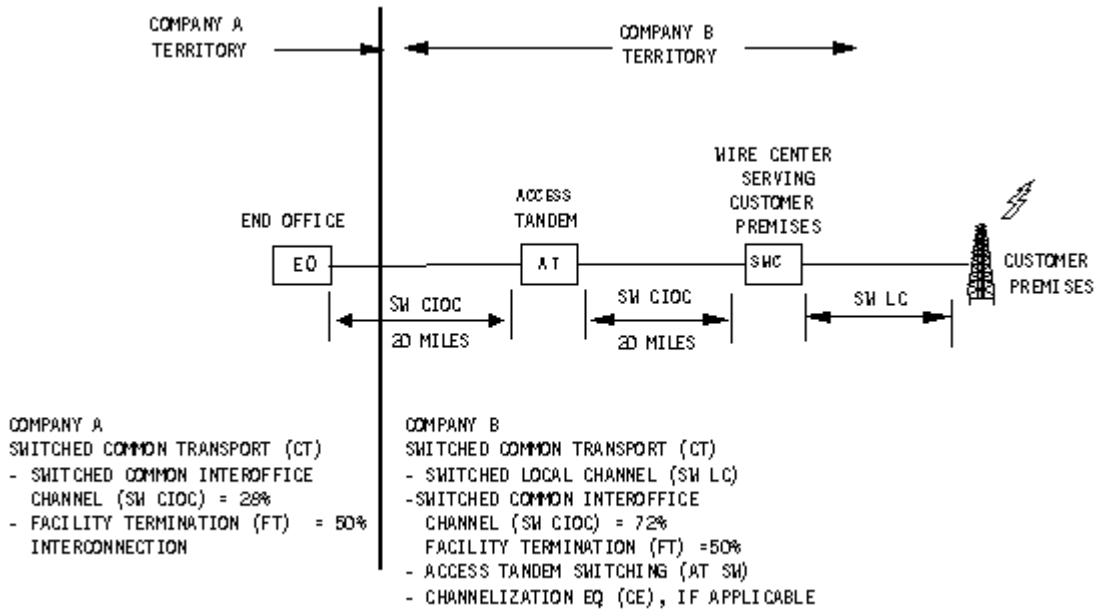 COMPANY A
TERRITORY
COMPANY B
TERRITORY
WIRE CENTER
SERVING
CUSTOMER
PREMISES
ACCESS
TANDEM
END OFFICE
EO
AT
SWC
CUSTOMER
PREMISES
SW CIOC
20 MILES
SW CIOC
20 MILES
SW LC
COMPANY A
SWITCHED COMMON TRANSPORT (CT)
- SWITCHED COMMON INTEROFFICE
CHANNEL (SW CIOC) = 28%
- FACILITY TERMINATION (FT) = 50%
INTERCONNECTION
COMPANY B
SWITCHED COMMON TRANSPORT (CT)
- SWITCHED LOCAL CHANNEL (SW LC)
-SWITCHED COMMON INTEROFFICE
CHANNEL (SW CIOC) = 72%
FACILITY TERMINATION (FT) =50%
- ACCESS TANDEM SWITCHING (AT SW)
- CHANNELIZATION EQ (CE), IF APPLICABLE